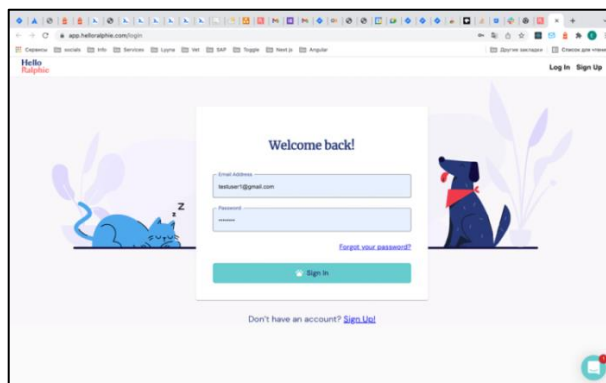 app.helloralphie.com/login
Сервисы socials Info Services Layne Vet SAP Toggle Next js Angular Другие закладки Список для чтения
Hello
Ralphie
Log In Sign Up
Welcome back!
Email Address
testuser1@gmail.com
Password
Forgot your password?
Sign In
Don't have an account? Sign Up!
z
z